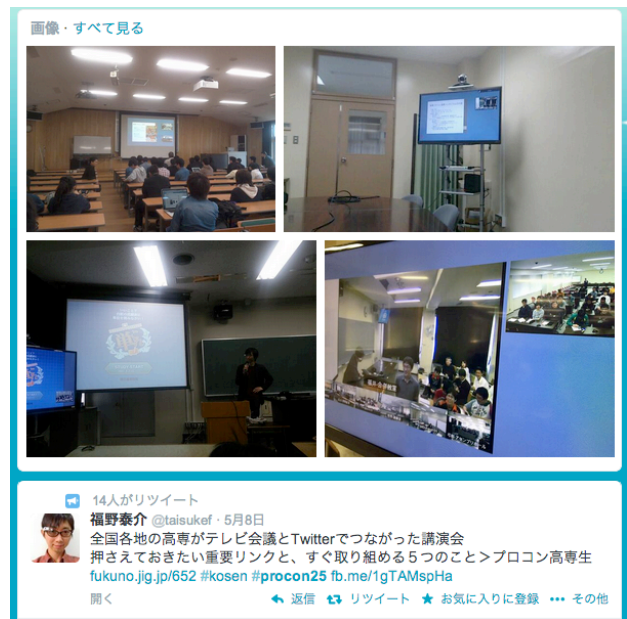 画像・すべて見る
14人がリツイート
福野泰介 @taisukef・5月8日
全国各地の高専がテレビ会議とTwitterでつながった講演会
押さえておきたい重要リンクと、すぐ取り組める５つのこと＞プロコン高専生
fukuno.jig.jp/652 #kosen #procon25 fb.me/1gTAMspHa
開く 返信 リツイート お気に入りに登録 その他